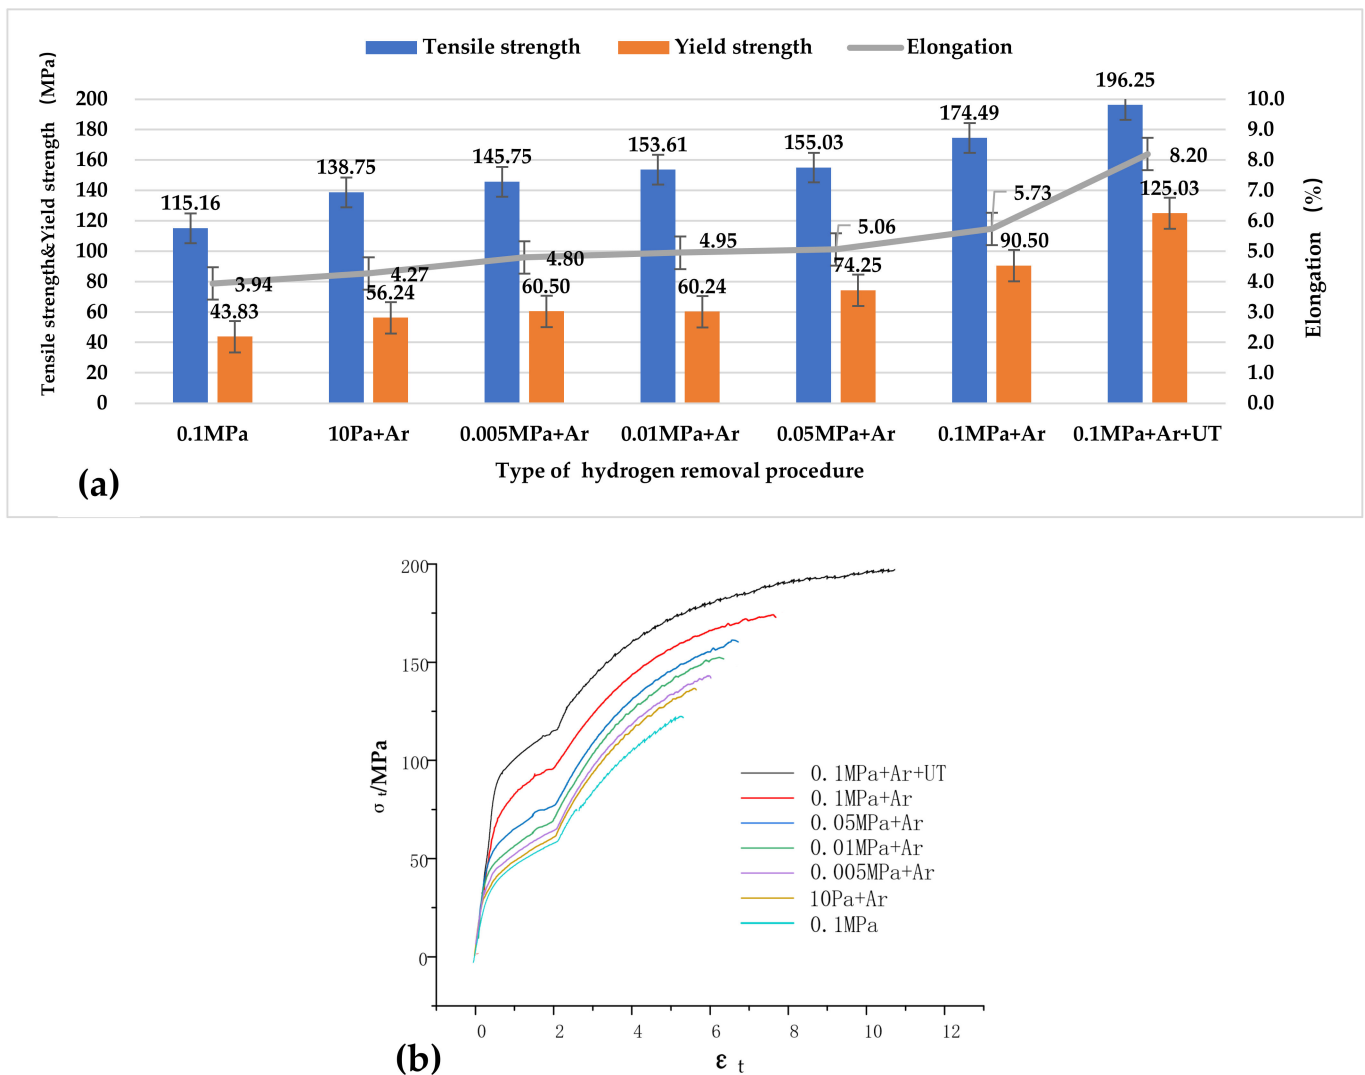 Tensile strength Yield strength Elongation
Tensile strength&Yield strength (MPa)
200
180
160
140
120
100
80
60
40
20
0
115.16
138.75
145.75
153.61
155.03
174.49
196.25
43.83
56.24
60.50
60.24
74.25
90.50
125.03
3.94
4.27
4.80
4.95
5.06
5.73
8.20
10.0
9.0
8.0
7.0
6.0
5.0
4.0
3.0
2.0
1.0
0.0
Elongation (%)
0.1MPa 10Pa+Ar 0.005MPa+Ar 0.01MPa+Ar 0.05MPa+Ar 0.1MPa+Ar 0.1MPa+Ar+UT
Type of hydrogen removal procedure
(a)
200
150
100
50
0
σ t/MPa
0.1MPa+Ar+UT
0.1MPa+Ar
0.05MPa+Ar
0.01MPa+Ar
0.005MPa+Ar
10Pa+Ar
0.1MPa
0 2 4 6 8 10 12
ε t
(b)